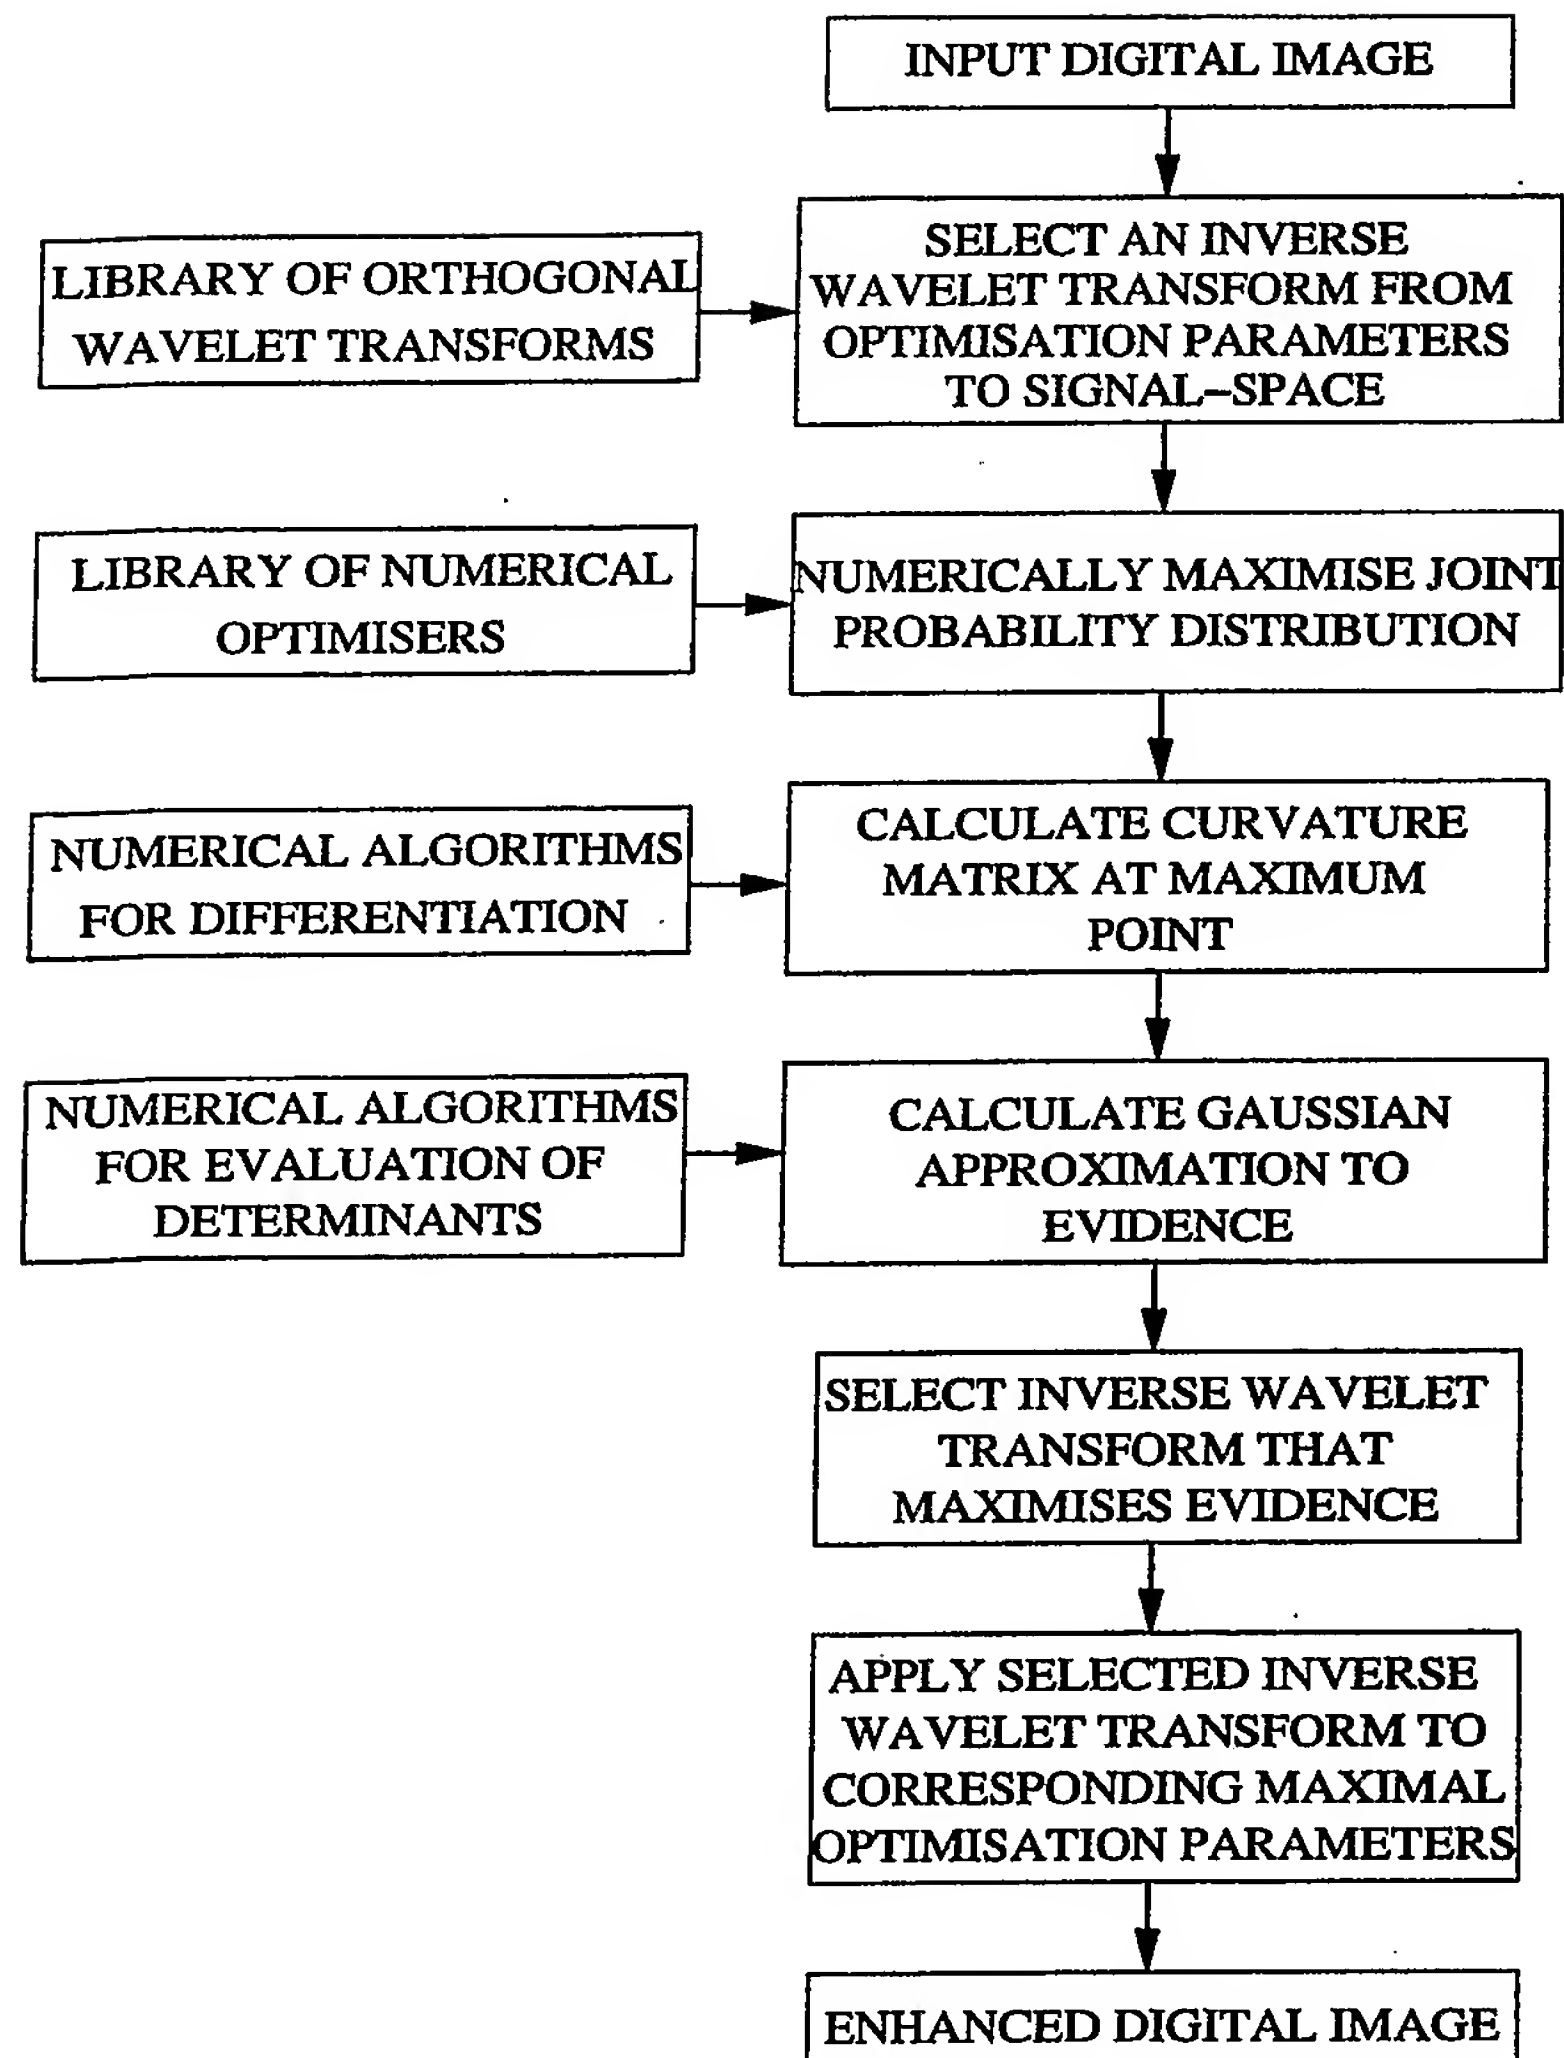 INPUT DIGITAL IMAGE
LIBRARY OF ORTHOGONAL
WAVELET TRANSFORMS
SELECT AN INVERSE
WAVELET TRANSFORM FROM
OPTIMISATION PARAMETERS
TO SIGNAL–SPACE
LIBRARY OF NUMERICAL
OPTIMISERS
NUMERICALLY MAXIMISE JOINT
PROBABILITY DISTRIBUTION
NUMERICAL ALGORITHMS
FOR DIFFERENTIATION
CALCULATE CURVATURE
MATRIX AT MAXIMUM
POINT
NUMERICAL ALGORITHMS
FOR EVALUATION OF
DETERMINANTS
CALCULATE GAUSSIAN
APPROXIMATION TO
EVIDENCE
SELECT INVERSE WAVELET
TRANSFORM THAT
MAXIMISES EVIDENCE
APPLY SELECTED INVERSE
WAVELET TRANSFORM TO
CORRESPONDING MAXIMAL
OPTIMISATION PARAMETERS
ENHANCED DIGITAL IMAGE